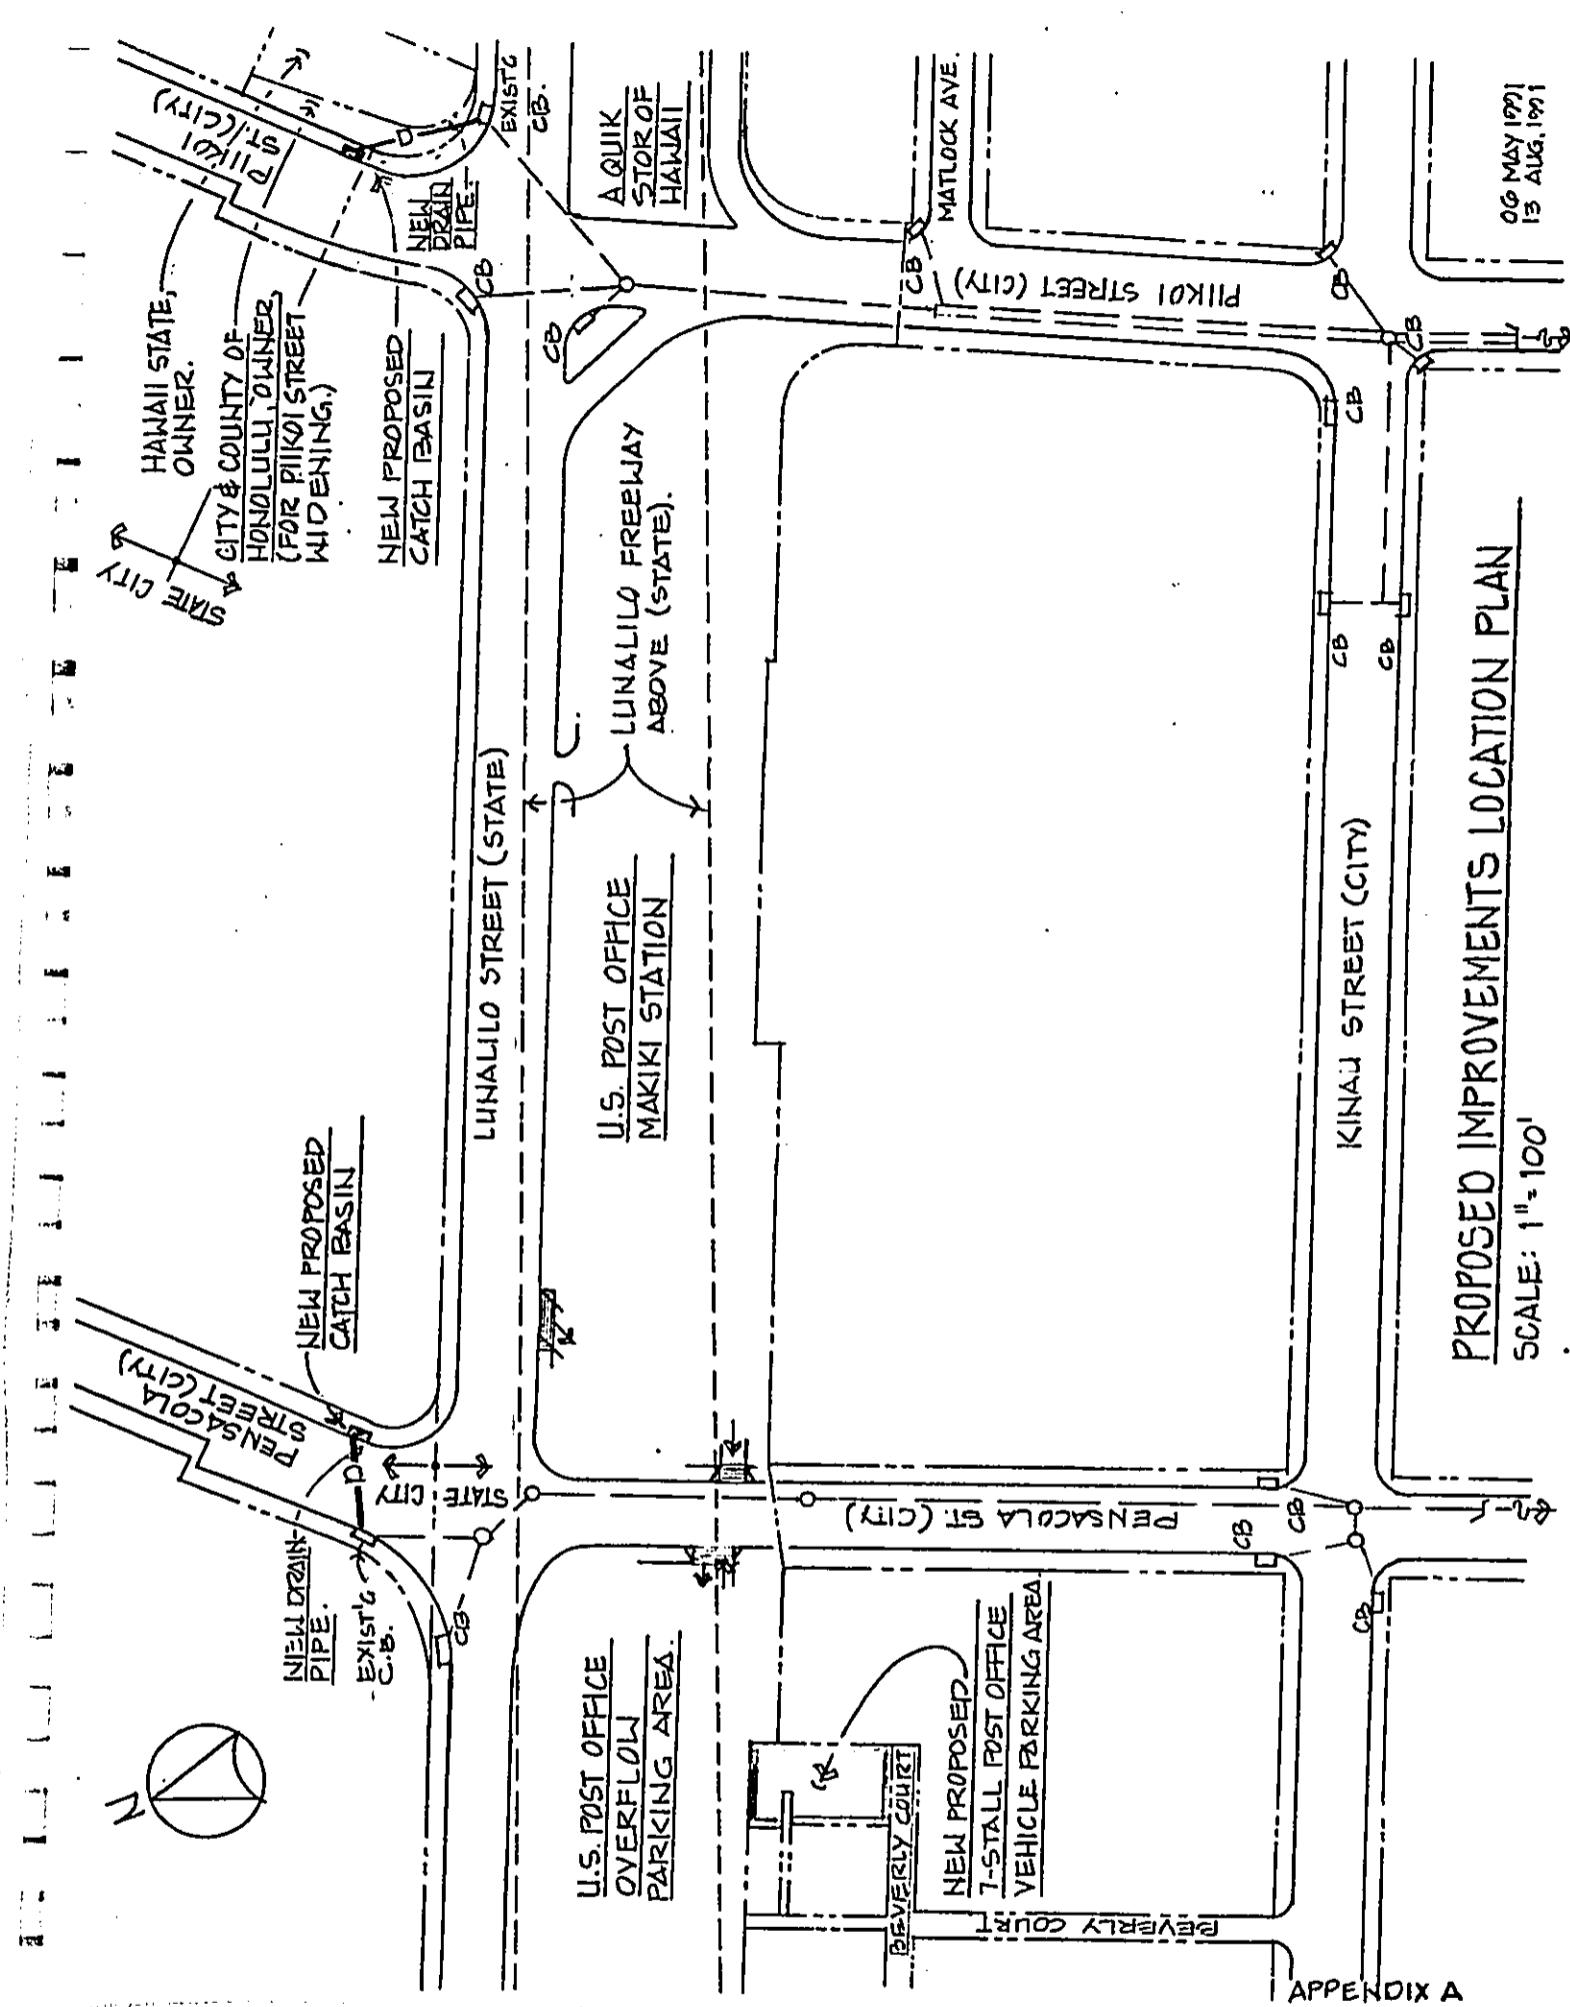 N
NEW DRAIN
PIPE.
EXIST'G
C.B.
CB
PENSACOLA
STREET (CITY)
D
NEW PROPOSED
CATCH BASIN
STATE CITY
LUNALILO STREET (STATE)
STATE CITY
HAWAII STATE,
OWNER.
CITY & COUNTY OF
HONOLULU, OWNER,
(FOR PIIKOI STREET
WIDENING.)
NEW PROPOSED
CATCH BASIN
PIIKOI
ST. (CITY)
NEW
DRAIN
PIPE.
D
EXIST'G
CB.
CB
CB
A QUIK
STOR OF
HAWAII
LUNALILO FREEWAY
ABOVE (STATE).
U.S. POST OFFICE
MAKIKI STATION
U.S. POST OFFICE
OVERFLOW
PARKING AREA.
NEW PROPOSED
7-STALL POST OFFICE
VEHICLE PARKING AREA
BEVERLY COURT
BEVERLY COURT
PENSACOLA ST. (CITY)
CB
CB
CB
MATLOCK AVE.
CB
PIIKOI STREET (CITY)
CB
CB
CB
CB
CB
KINAU STREET (CITY)
PROPOSED IMPROVEMENTS LOCATION PLAN
SCALE: 1"=100'
06 MAY 1991
13 AUG. 1991
APPENDIX A